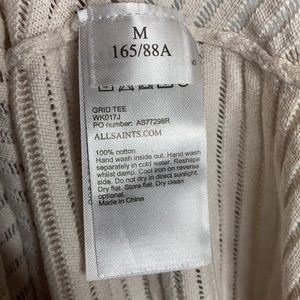 M
165/88A
GRID TEE
WK017J
PO number: AS77298R
ALLSAINTS.COM
100% cotton
Hand wash inside out. Hand wash
separately in cold water. Reshape
whilst damp. Cool iron on reverse
side. Do not dry in direct sunlight.
Dry flat. Store flat. Dry clean
optional.
Made in China